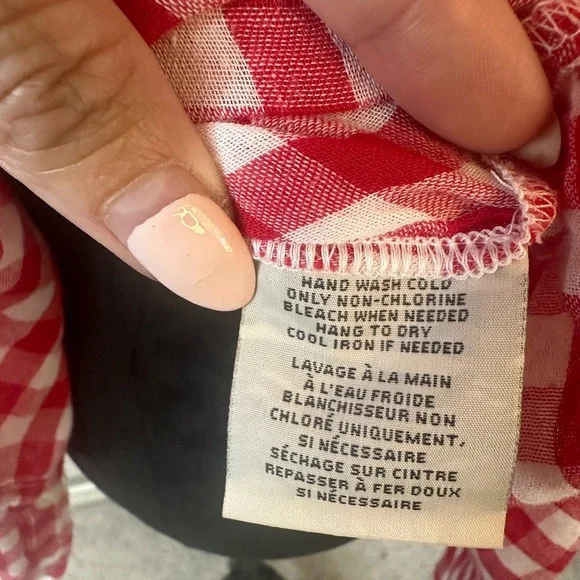 HAND WASH COLD
ONLY NON-CHLORINE
BLEACH WHEN NEEDED
HANG TO DRY
COOL IRON IF NEEDED
LAVAGE À LA MAIN
À L'EAU FROIDE
BLANCHISSEUR NON
CHLORÉ UNIQUEMENT,
SI NÉCESSAIRE
SÉCHAGE SUR CINTRE
REPASSER À FER DOUX
SI NÉCESSAIRE